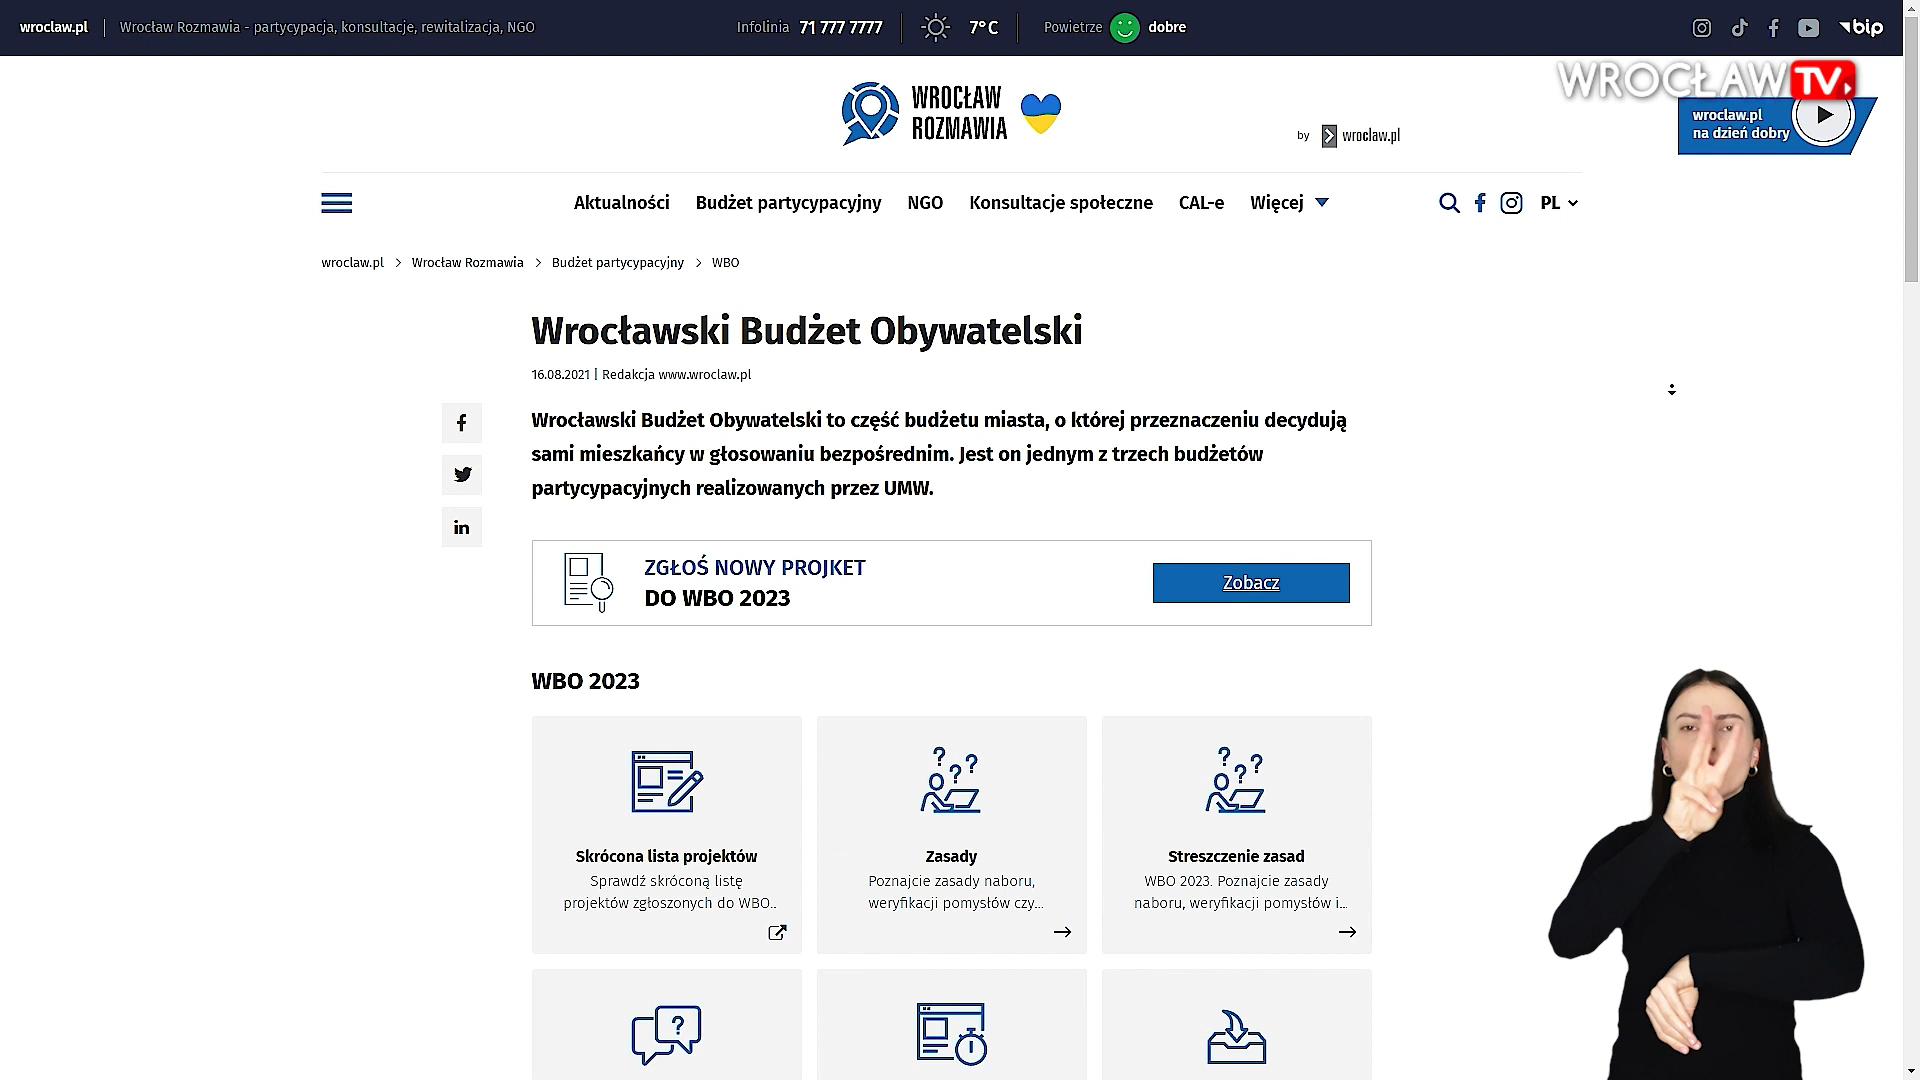 wroclaw.pl
Wrocław Rozmawia - partycypacja, konsultacje, rewitalizacja, NGO
Infolinia 71 777 7777
7°C
Powietrze dobre
bip
WROCŁAW TV
WROCŁAW
ROZMAWIA
by wroclaw.pl
wroclaw.pl
na dzień dobry
Aktualności
Budżet partycypacyjny
NGO
Konsultacje społeczne
CAL-e
Więcej
PL
wroclaw.pl > Wrocław Rozmawia > Budżet partycypacyjny > WBO
Wrocławski Budżet Obywatelski
16.08.2021 | Redakcja www.wroclaw.pl
Wrocławski Budżet Obywatelski to część budżetu miasta, o której przeznaczeniu decydują
sami mieszkańcy w głosowaniu bezpośrednim. Jest on jednym z trzech budżetów
partycypacyjnych realizowanych przez UMW.
ZGŁOŚ NOWY PROJKET
DO WBO 2023
Zobacz
WBO 2023
Skrócona lista projektów
Sprawdź skróconą listę
projektów zgłoszonych do WBO..
Zasady
Poznajcie zasady naboru,
weryfikacji pomysłów czy...
Streszczenie zasad
WBO 2023. Poznajcie zasady
naboru, weryfikacji pomysłów i...